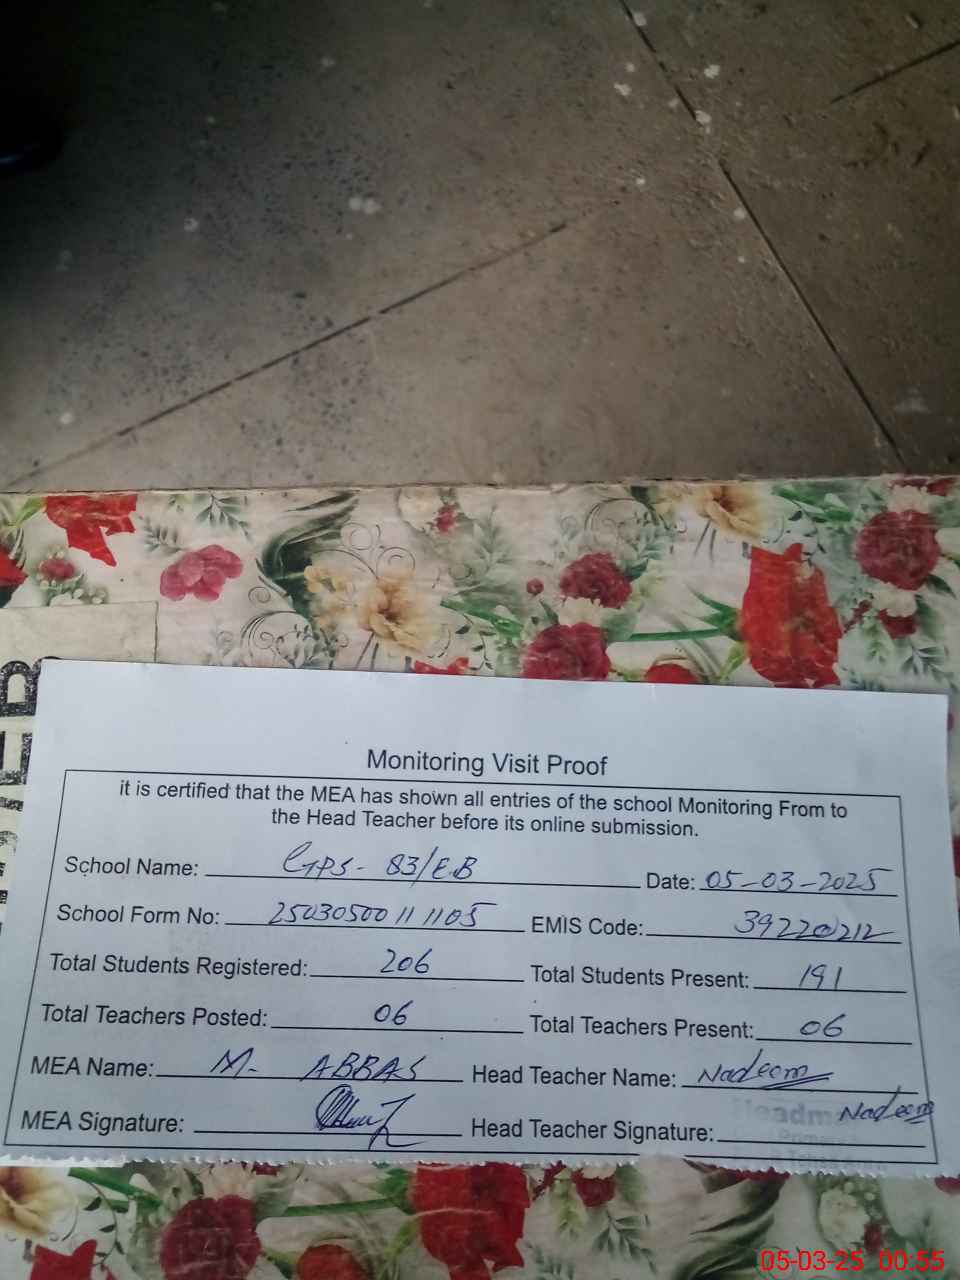 Monitoring Visit Proof
it is certified that the MEA has shown all entries of the school Monitoring From to
the Head Teacher before its online submission.
School Name: GPS- 83/E.B Date: 05-03-2025
School Form No: 25030500111105 EMIS Code: 39220212
Total Students Registered: 206 Total Students Present: 191
Total Teachers Posted: 06 Total Teachers Present: 06
MEA Name: M. ABBAS Head Teacher Name: Nadeem
MEA Signature: Head Teacher Signature: Nadeem
05-03-25 00:55